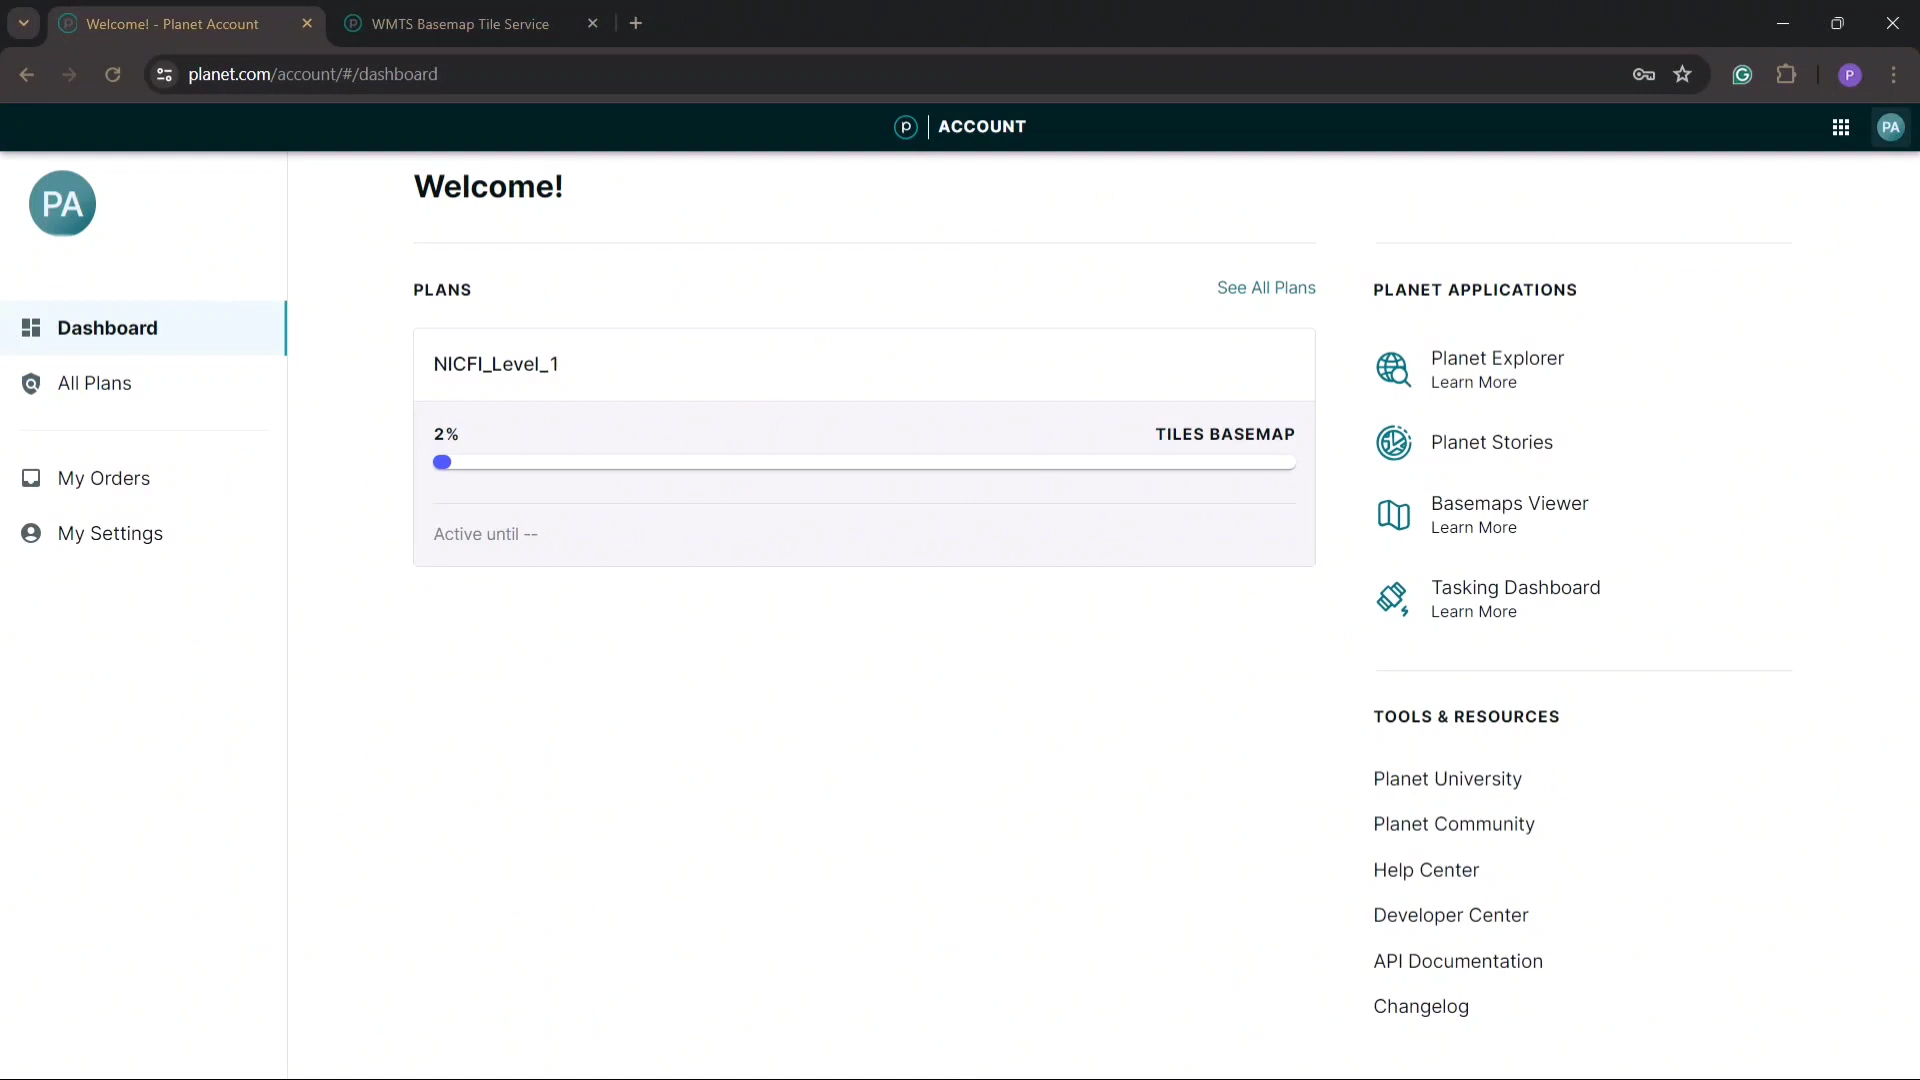 Welcome! - Planet Account
WMTS Basemap Tile Service
planet.com/account/#/dashboard
P
p | ACCOUNT
PA
PA
Dashboard
All Plans
My Orders
My Settings
Welcome!
PLANS
See All Plans
NICFI_Level_1
2%
TILES BASEMAP
Active until --
PLANET APPLICATIONS
Planet Explorer
Learn More
Planet Stories
Basemaps Viewer
Learn More
Tasking Dashboard
Learn More
TOOLS & RESOURCES
Planet University
Planet Community
Help Center
Developer Center
API Documentation
Changelog